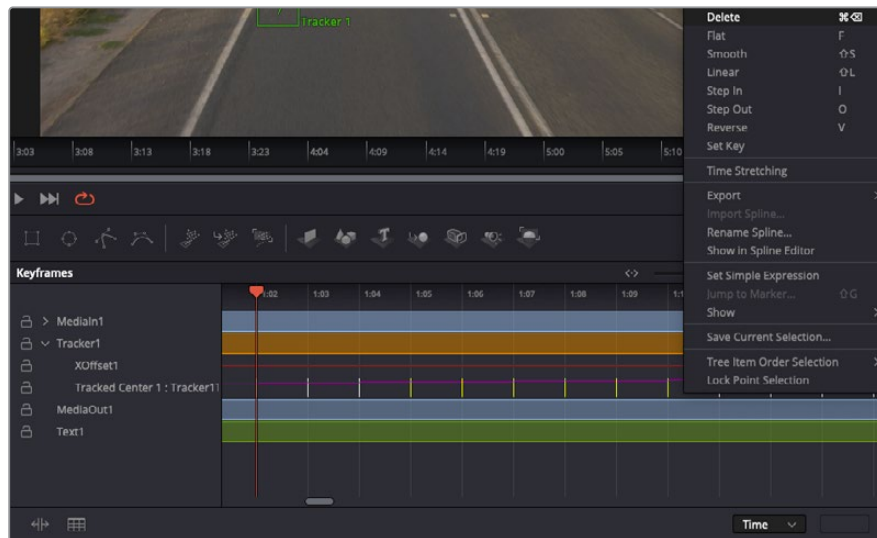 Tracker 1
Delete ⌘⌫
Flat F
Smooth ⇧S
Linear ⇧L
Step In I
Step Out O
Reverse V
Set Key
Time Stretching
Export >
Import Spline...
Rename Spline...
Show in Spline Editor
Set Simple Expression
Jump to Marker... ⇧G
Show >
Save Current Selection...
Tree Item Order Selection >
Lock Point Selection
3:03 3:08 3:13 3:18 3:23 4:04 4:09 4:14 4:19 5:00 5:05 5:10
Keyframes
1:02 1:03 1:04 1:05 1:06 1:07 1:08 1:09
MediaIn1
Tracker1
XOffset1
Tracked Center 1 : Tracker1
MediaOut1
Text1
Time